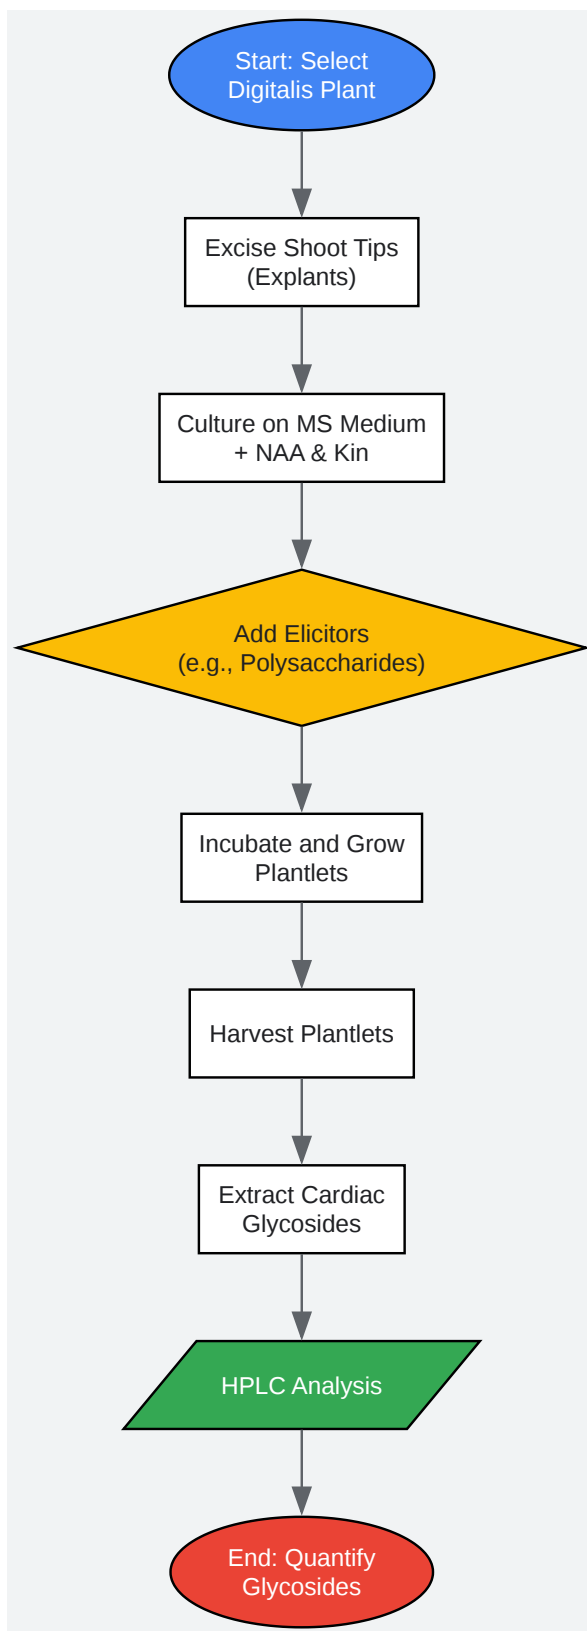 Start: Select
Digitalis Plant
Excise Shoot Tips
(Explants)
Culture on MS Medium
+ NAA & Kin
Add Elicitors
(e.g., Polysaccharides)
Incubate and Grow
Plantlets
Harvest Plantlets
Extract Cardiac
Glycosides
HPLC Analysis
End: Quantify
Glycosides